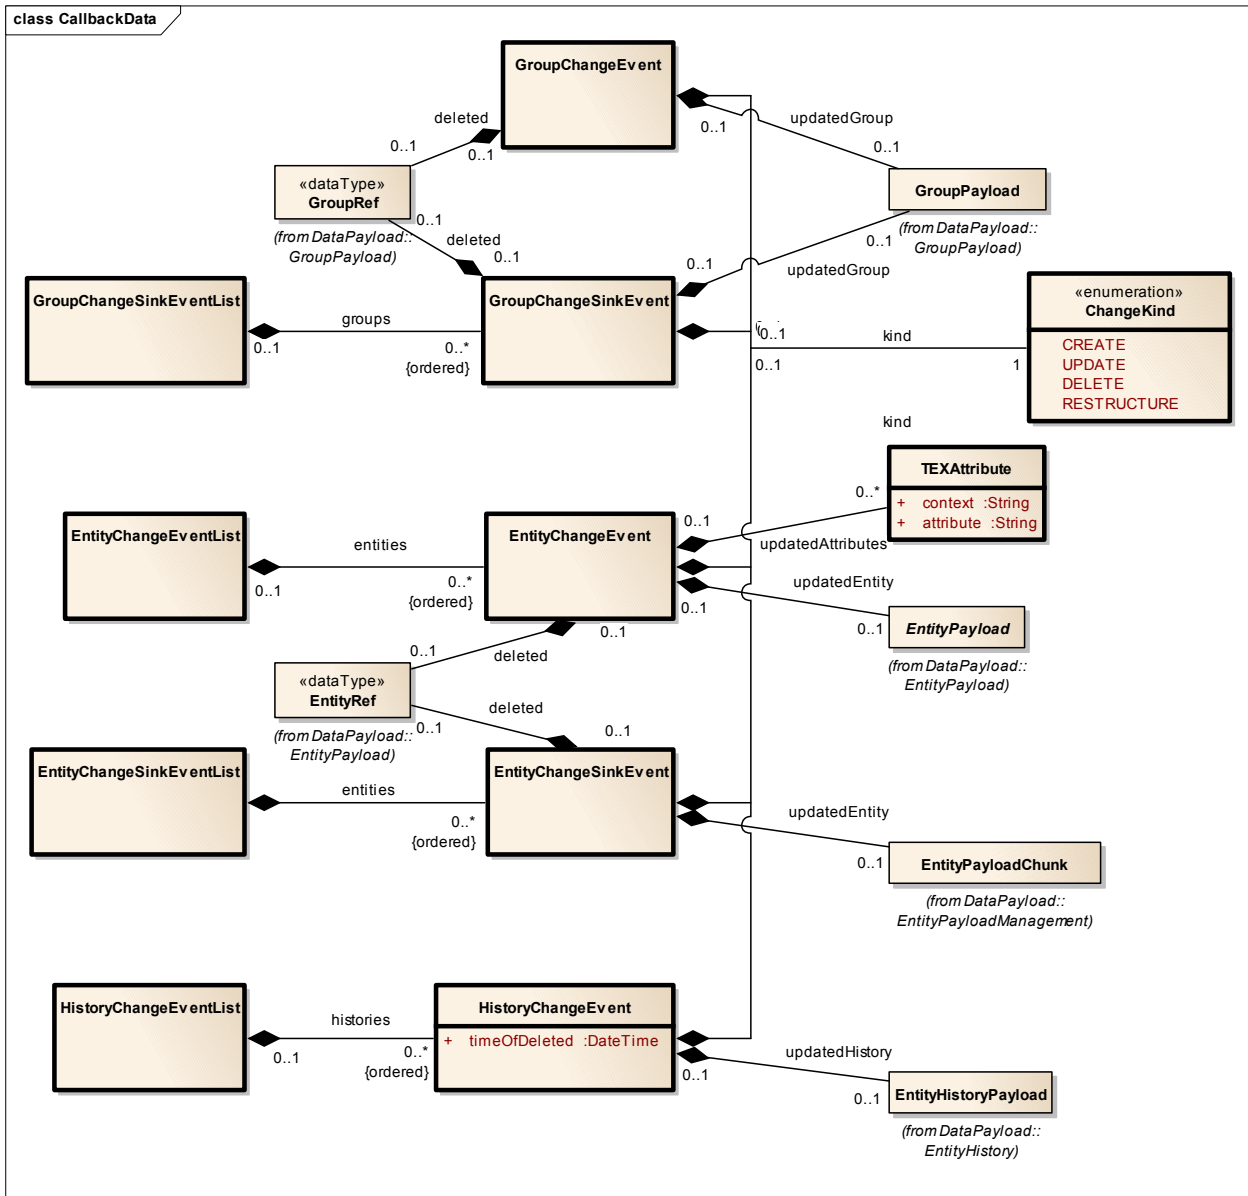 class CallbackData
GroupChangeEvent
deleted
0..1
0..1
0..1
updatedGroup
0..1
«dataType»
GroupRef
(from DataPayload::
GroupPayload)
0..1
deleted
0..1
GroupPayload
(from DataPayload::
GroupPayload)
0..1
0..1
updatedGroup
GroupChangeSinkEventList
0..1
groups
0..*
{ordered}
GroupChangeSinkEvent
0..1
0..1
kind
1
«enumeration»
ChangeKind
CREATE
UPDATE
DELETE
RESTRUCTURE
kind
TEXAttribute
+ context :String
+ attribute :String
0..*
0..1
updatedAttributes
EntityChangeEventList
0..1
entities
0..*
{ordered}
EntityChangeEvent
updatedEntity
0..1
0..1
EntityPayload
(from DataPayload::
EntityPayload)
0..1
0..1
deleted
«dataType»
EntityRef
(from DataPayload::
EntityPayload)
deleted
0..1
0..1
EntityChangeSinkEventList
entities
0..*
{ordered}
EntityChangeSinkEvent
updatedEntity
0..1
EntityPayloadChunk
(from DataPayload::
EntityPayloadManagement)
HistoryChangeEventList
0..1
histories
0..*
{ordered}
HistoryChangeEvent
+ timeOfDeleted :DateTime
updatedHistory
0..1
0..1
EntityHistoryPayload
(from DataPayload::
EntityHistory)